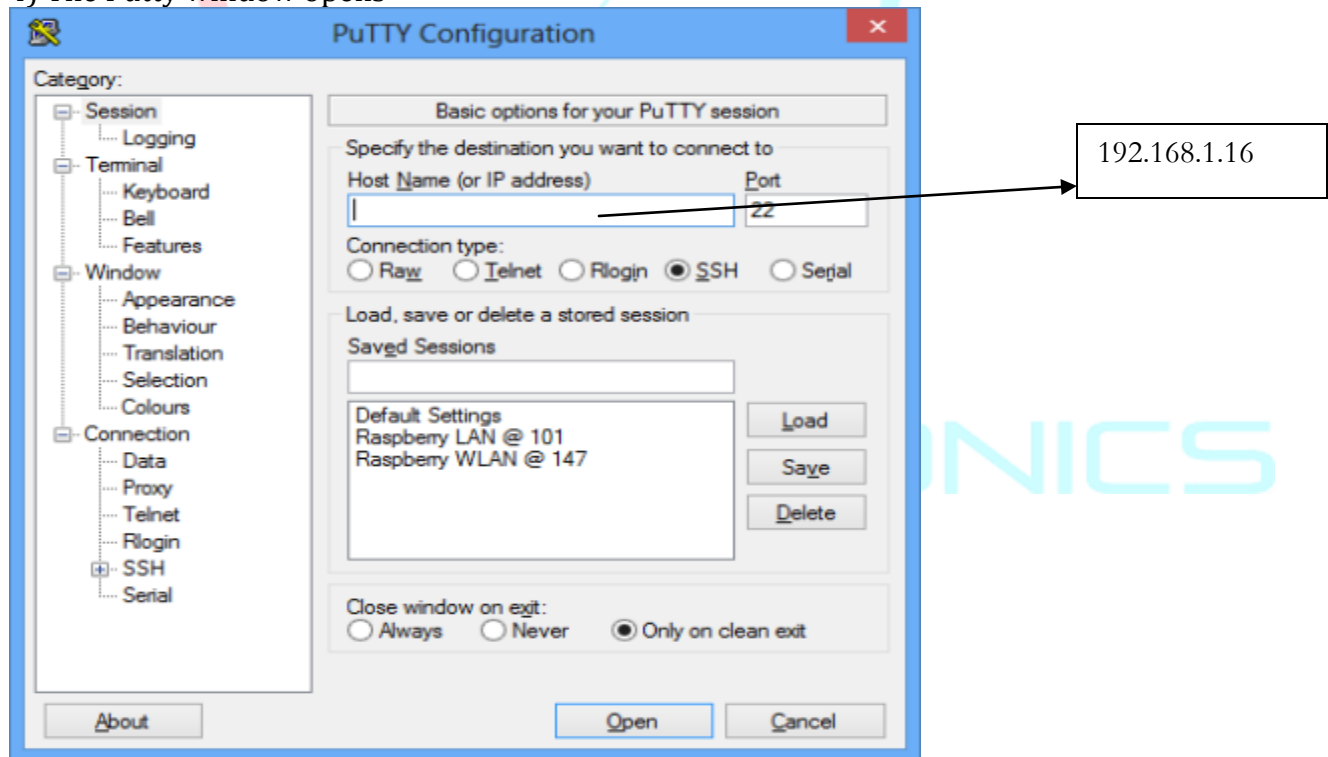 The Putty window opens
PuTTY Configuration
Category:
Session
Logging
Terminal
Keyboard
Bell
Features
Window
Appearance
Behaviour
Translation
Selection
Colours
Connection
Data
Proxy
Telnet
Rlogin
SSH
Serial
Basic options for your PuTTY session
Specify the destination you want to connect to
Host Name (or IP address) Port
22
Connection type:
Raw Telnet Rlogin SSH Serial
Load, save or delete a stored session
Saved Sessions
Default Settings
Raspberry LAN @ 101
Raspberry WLAN @ 147
Load
Save
Delete
Close window on exit:
Always Never Only on clean exit
About Open Cancel
192.168.1.16
NICS